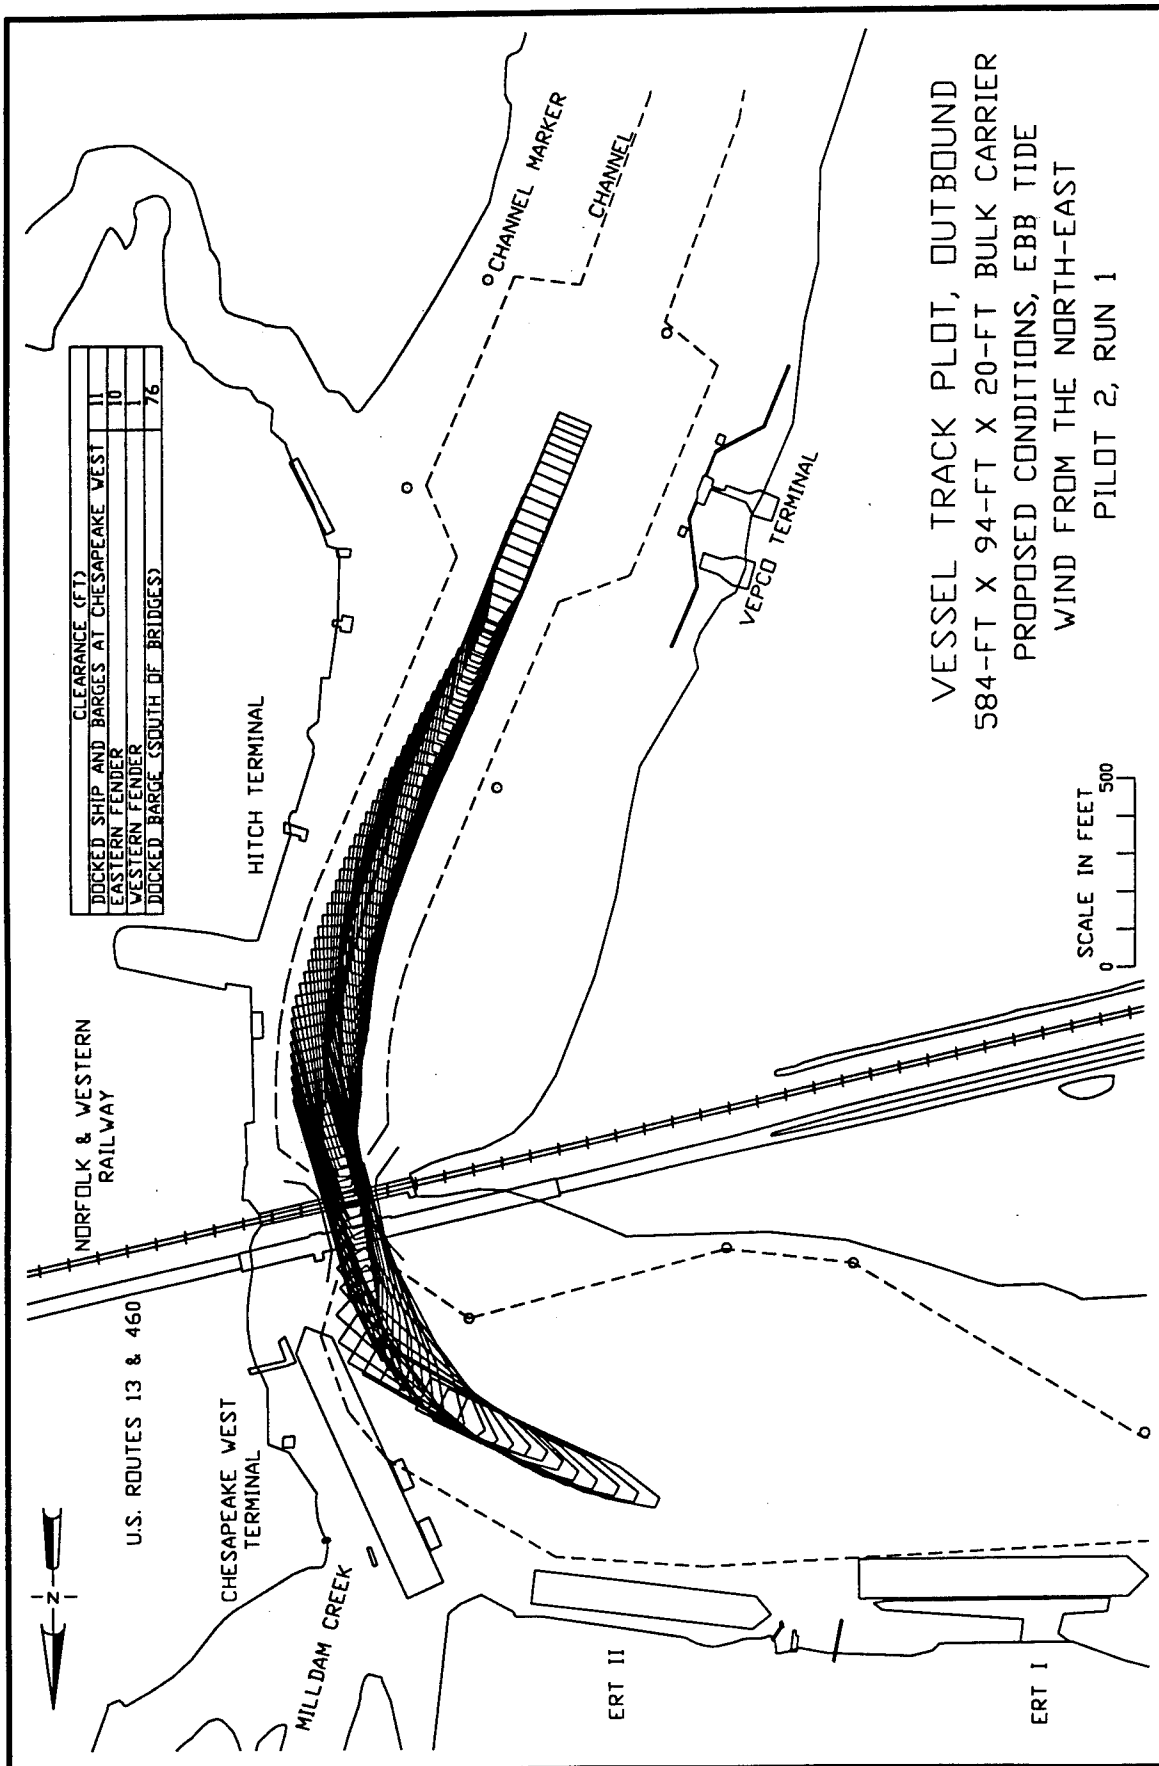 CLEARANCE (FT)
DOCKED SHIP AND BARGES AT CHESAPEAKE WEST 11
EASTERN FENDER 10
WESTERN FENDER 1
DOCKED BARGE (SOUTH OF BRIDGES) 76
N
U.S. ROUTES 13 & 460
NORFOLK & WESTERN
RAILWAY
HITCH TERMINAL
CHANNEL MARKER
CHANNEL
CHESAPEAKE WEST
TERMINAL
MILLDAM CREEK
VEPCO TERMINAL
ERT II
ERT I
SCALE IN FEET
0 500
VESSEL TRACK PLOT, OUTBOUND
584-FT X 94-FT X 20-FT BULK CARRIER
PROPOSED CONDITIONS, EBB TIDE
WIND FROM THE NORTH-EAST
PILOT 2, RUN 1